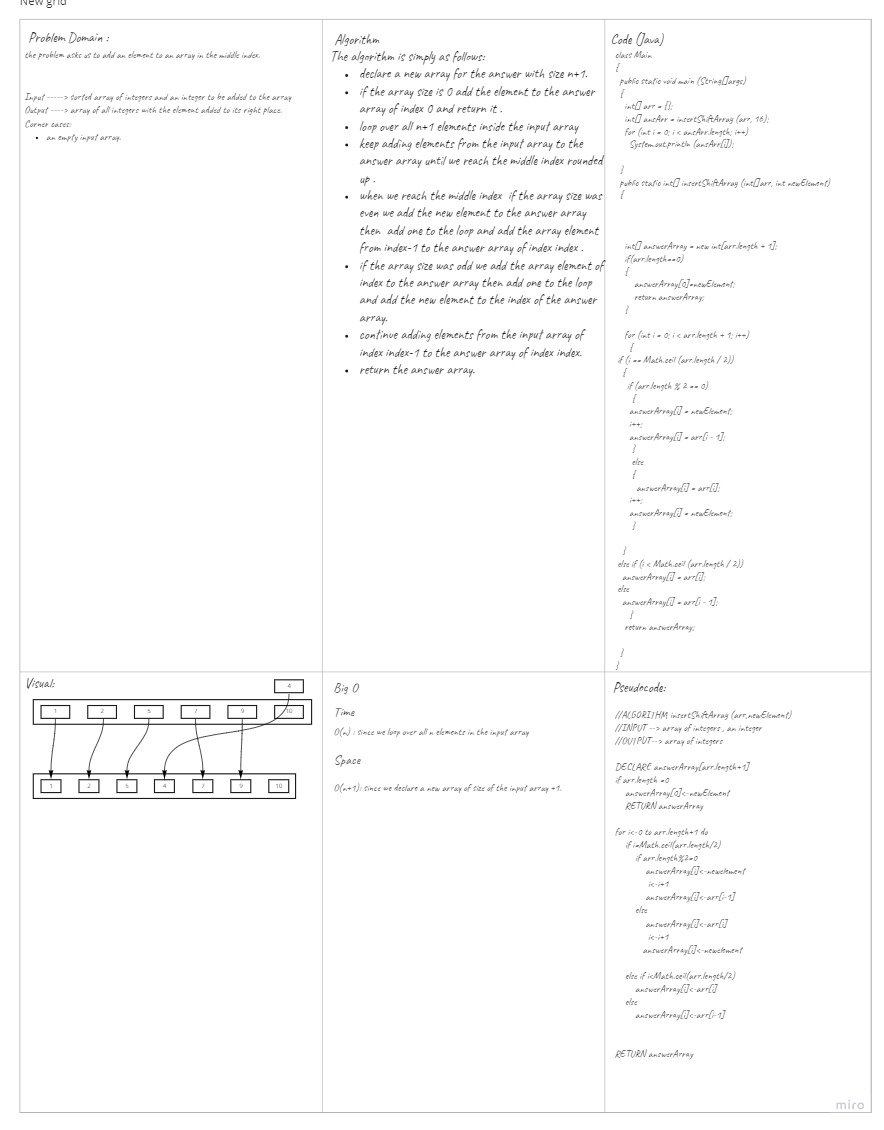 New grid
Problem Domain :
the problem asks us to add an element to an array in the middle index.
Input -----> sorted array of integers and an integer to be added to the array
Output ----> array of all integers with the element added to its right place.
Corner cases:
• an empty input array.
Algorithm
The algorithm is simply as follows:
• declare a new array for the answer with size n+1.
• if the array size is 0 add the element to the answer
array of index 0 and return it .
• loop over all n+1 elements inside the input array
• keep adding elements from the input array to the
answer array until we reach the middle index rounded
up .
• when we reach the middle index if the array size was
even we add the new element to the answer array
then add one to the loop and add the array element
from index-1 to the answer array of index index .
• if the array size was odd we add the array element of
index to the answer array then add one to the loop
and add the new element to the index of the answer
array.
• continue adding elements from the input array of
index index-1 to the answer array of index index.
• return the answer array.
Code (Java)
class Main
{
public static void main (String[]args)
{
int[] arr = {};
int[] ansArr = insertShiftArray (arr, 16);
for (int i = 0; i < ansArr.length; i++)
System.out.println (ansArr[i]);
}
public static int[] insertShiftArray (int[]arr, int newElement)
{
int[] answerArray = new int[arr.length + 1];
if(arr.length==0)
{
answerArray[0]=newElement;
return answerArray;
}
for (int i = 0; i < arr.length + 1; i++)
{
if (i == Math.ceil (arr.length / 2))
{
if (arr.length % 2 == 0)
{
answerArray[i] = newElement;
i++;
answerArray[i] = arr[i - 1];
}
else
{
answerArray[i] = arr[i];
i++;
answerArray[i] = newElement;
}
}
else if (i < Math.ceil (arr.length / 2))
answerArray[i] = arr[i];
else
answerArray[i] = arr[i - 1];
}
return answerArray;
}
}
Visual:
4
1 2 5 7 9 10
1 2 5 4 7 9 10
Big O
Time
O(n) : since we loop over all n elements in the input array
Space
O(n+1): since we declare a new array of size of the input array +1.
Pseudocode:
//ALGORITHM insertShiftArray (arr,newElement)
//INPUT --> array of integers , an integer
//OUTPUT--> array of integers
DECLARE answerArray[arr.length+1]
if arr.length =0
answerArray[0]<-newElement
RETURN answerArray
for i<-0 to arr.length+1 do
if i=Math.ceil(arr.length/2)
if arr.length%2=0
answerArray[i]<-newelement
i<-i+1
answerArray[i]<-arr[i-1]
else
answerArray[i]<-arr[i]
i<-i+1
answerArray[i]<-newelement
else if i<Math.ceil(arr.length/2)
answerArray[i]<-arr[i]
else
answerArray[i]<-arr[i-1]
RETURN answerArray
miro